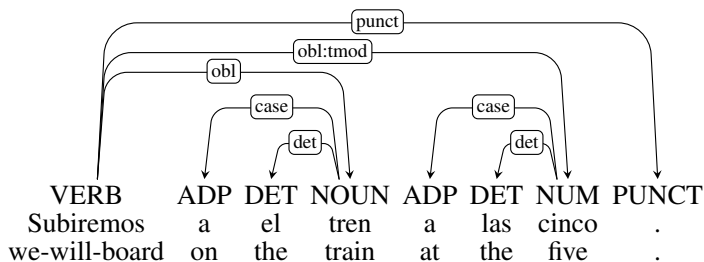 punct
obl:tmod
obl
case case
det det
VERB ADP DET NOUN ADP DET NUM PUNCT
Subiremos a el tren a las cinco .
we-will-board on the train at the five .